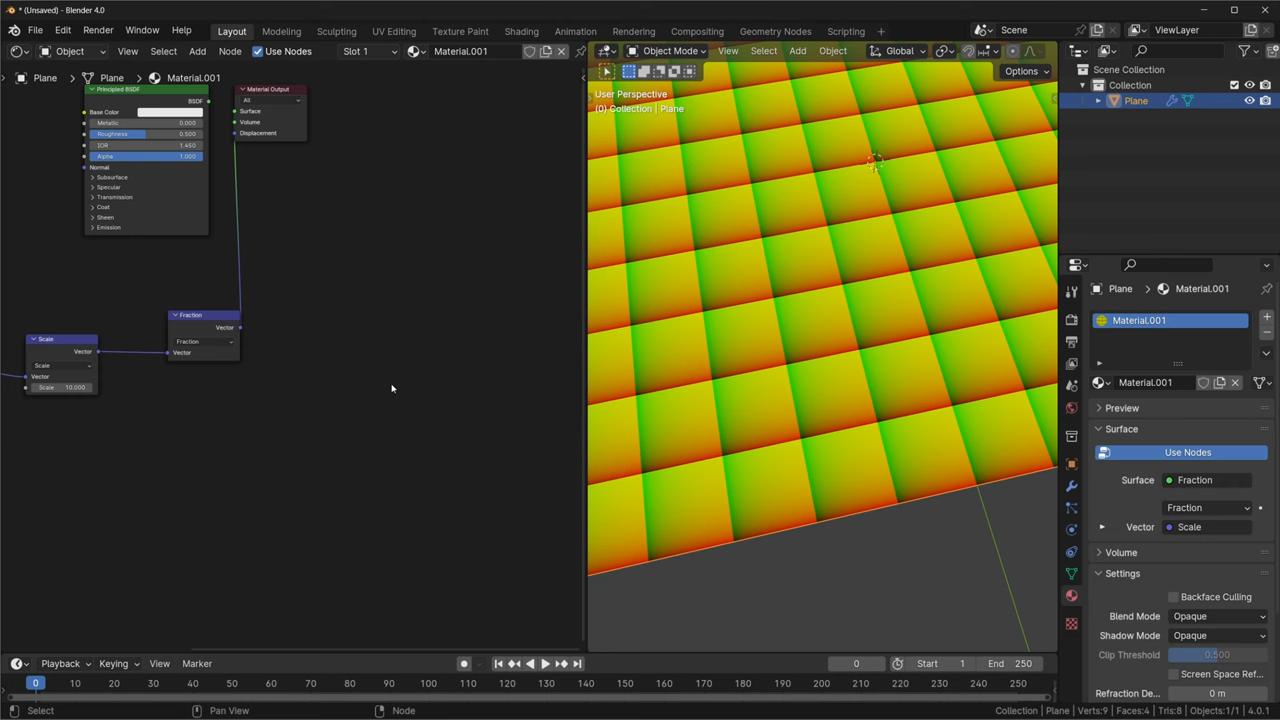 * (Unsaved) - Blender 4.0
File Edit Render Window Help Layout Modeling Sculpting UV Editing Texture Paint Shading Animation Rendering Compositing Geometry Nodes Scripting + Scene ViewLayer
Object View Select Add Node Use Nodes Slot 1 Material.001
Object Mode View Select Add Object Global
Plane > Plane > Material.001
Options
User Perspective
(0) Collection | Plane
Scene Collection
Collection
Plane
Principled BSDF
BSDF
Base Color
Metallic 0.000
Roughness 0.500
IOR 1.450
Alpha 1.000
Normal
Subsurface
Specular
Transmission
Coat
Sheen
Emission
Material Output
All
Surface
Volume
Displacement
Scale
Vector
Scale
Vector
Scale 10.000
Fraction
Vector
Fraction
Vector
Plane > Material.001
Material.001
Material.001
Preview
Surface
Use Nodes
Surface Fraction
Fraction
Vector Scale
Volume
Settings
Backface Culling
Blend Mode Opaque
Shadow Mode Opaque
Clip Threshold 0.500
Screen Space Ref...
Refraction De... 0 m
Playback Keying View Marker 0 Start 1 End 250
0 10 20 30 40 50 60 70 80 90 100 110 120 130 140 150 160 170 180 190 200 210 220 230 240 250
Select Pan View Node Collection | Plane | Verts:9 | Faces:4 | Tris:8 | Objects:1/1 | 4.0.1